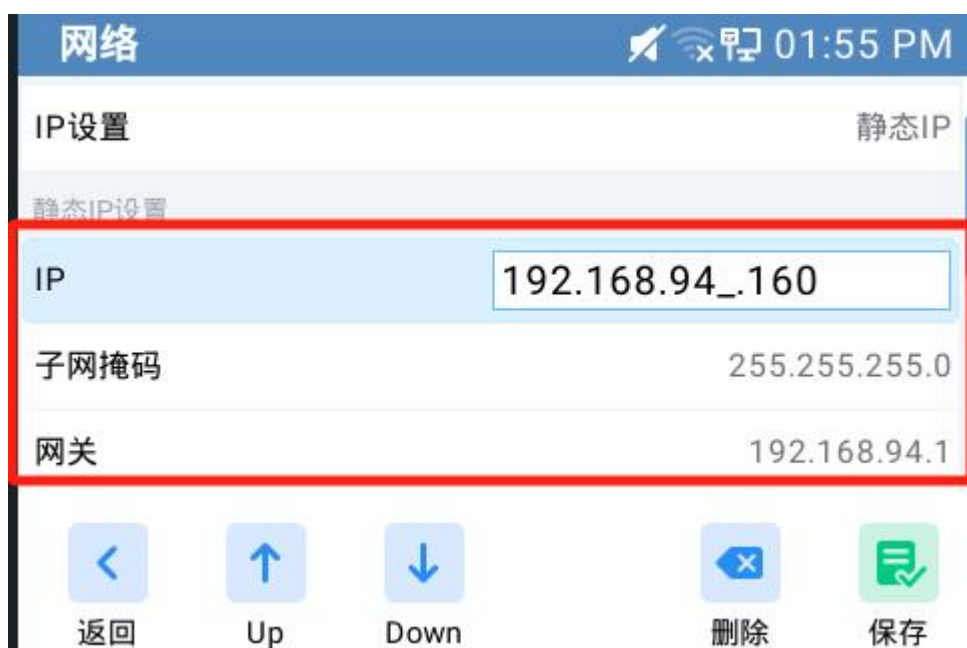 网络 01:55 PM
IP设置 静态IP
静态IP设置
IP 192.168.94_.160
子网掩码 255.255.255.0
网关 192.168.94.1
返回 Up Down 删除 保存